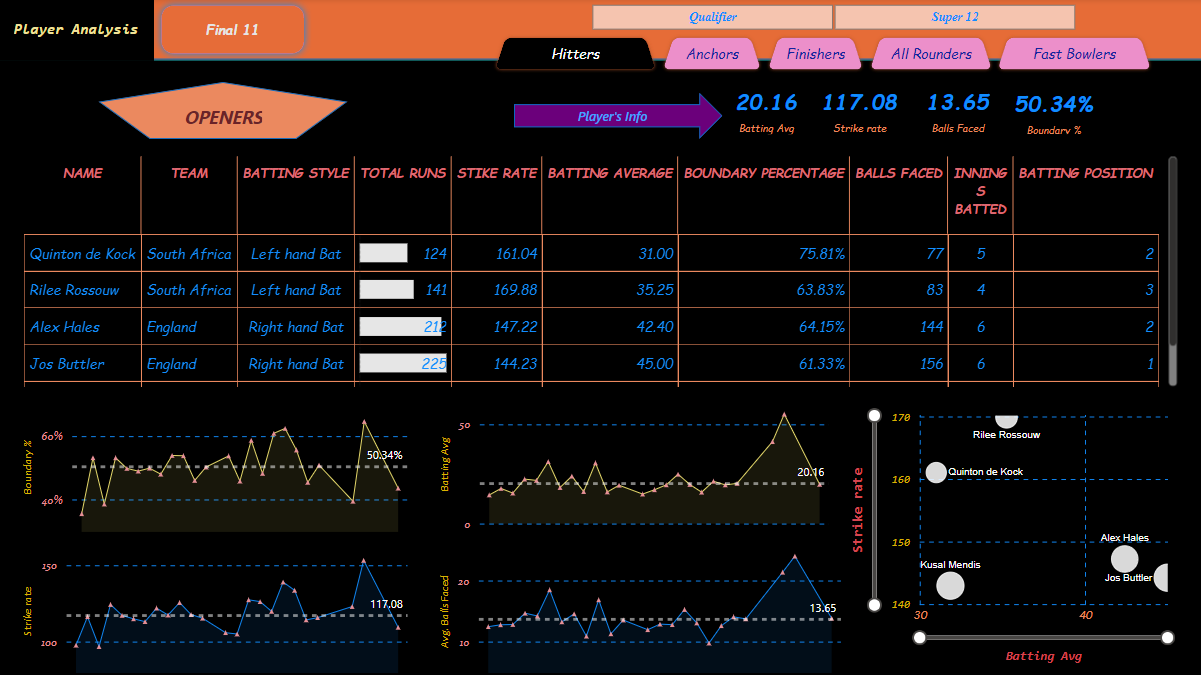 Player Analysis
Final 11
Qualifier
Super 12
Hitters
Anchors
Finishers
All Rounders
Fast Bowlers
OPENERS
Player's Info
20.16
117.08
13.65
50.34%
Batting Avg
Strike rate
Balls Faced
Boundary %
NAME TEAM BATTING STYLE TOTAL RUNS STIKE RATE BATTING AVERAGE BOUNDARY PERCENTAGE BALLS FACED INNING
S
BATTED BATTING POSITION
Quinton de Kock South Africa Left hand Bat 124 161.04 31.00 75.81% 77 5 2
Rilee Rossouw South Africa Left hand Bat 141 169.88 35.25 63.83% 83 4 3
Alex Hales England Right hand Bat 212 147.22 42.40 64.15% 144 6 2
Jos Buttler England Right hand Bat 225 144.23 45.00 61.33% 156 6 1
Boundary %
60%
40%
50.34%
Batting Avg
50
0
20.16
Strike rate
150
100
117.08
Avg. Balls Faced
20
10
13.65
Strike rate
170
160
150
140
Rilee Rossouw
Quinton de Kock
Alex Hales
Kusal Mendis
Jos Buttler
30
40
Batting Avg